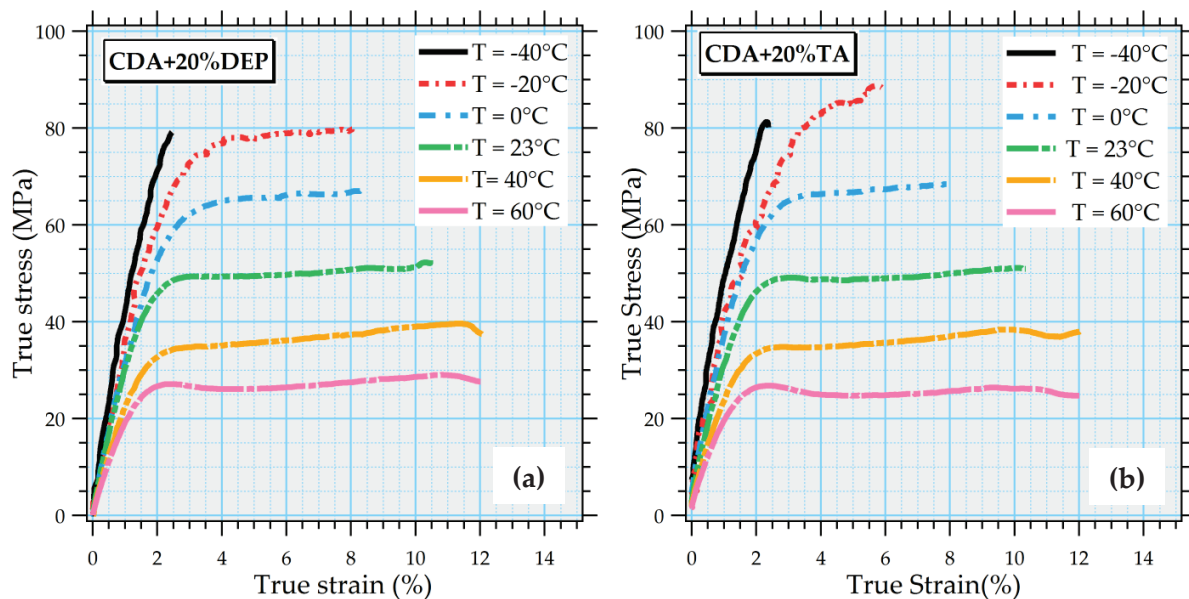 CDA+20%DEP
T = -40°C
T = -20°C
T = 0°C
T = 23°C
T= 40°C
T = 60°C
100
80
60
40
20
0
True stress (MPa)
0 2 4 6 8 10 12 14
True strain (%)
(a)
CDA+20%TA
T = -40°C
T = -20°C
T = 0°C
T = 23°C
T = 40°C
T = 60°C
100
80
60
40
20
0
True Stress (MPa)
0 2 4 6 8 10 12 14
True Strain(%)
(b)